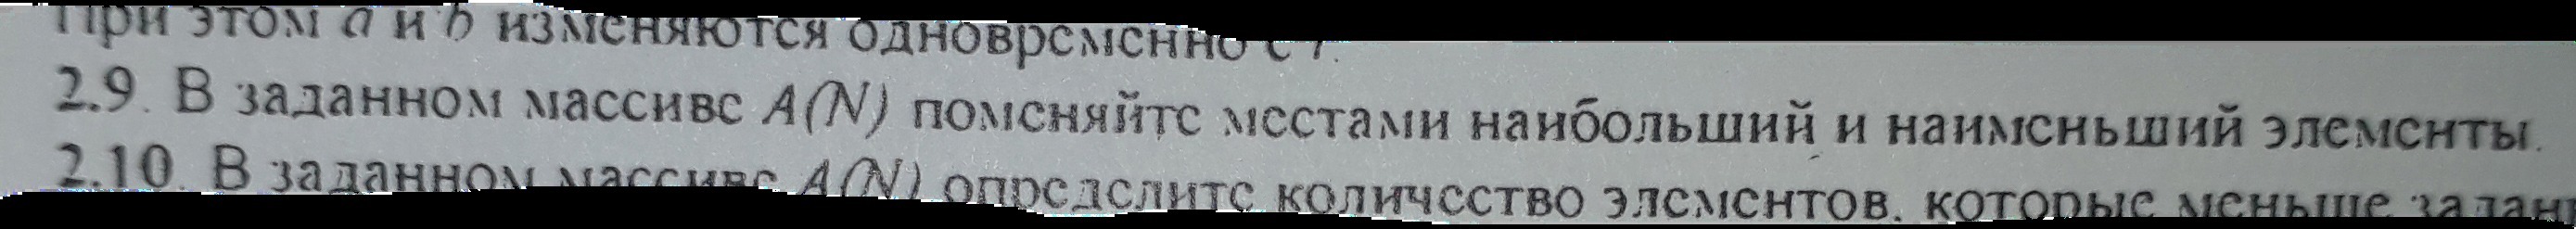 При этом a и b изменяются одновременно с i.
2.9. В заданном массиве A(N) поменяйте местами наибольший и наименьший элементы.
2.10. В заданном массиве A(N) определите количество элементов, которые меньше